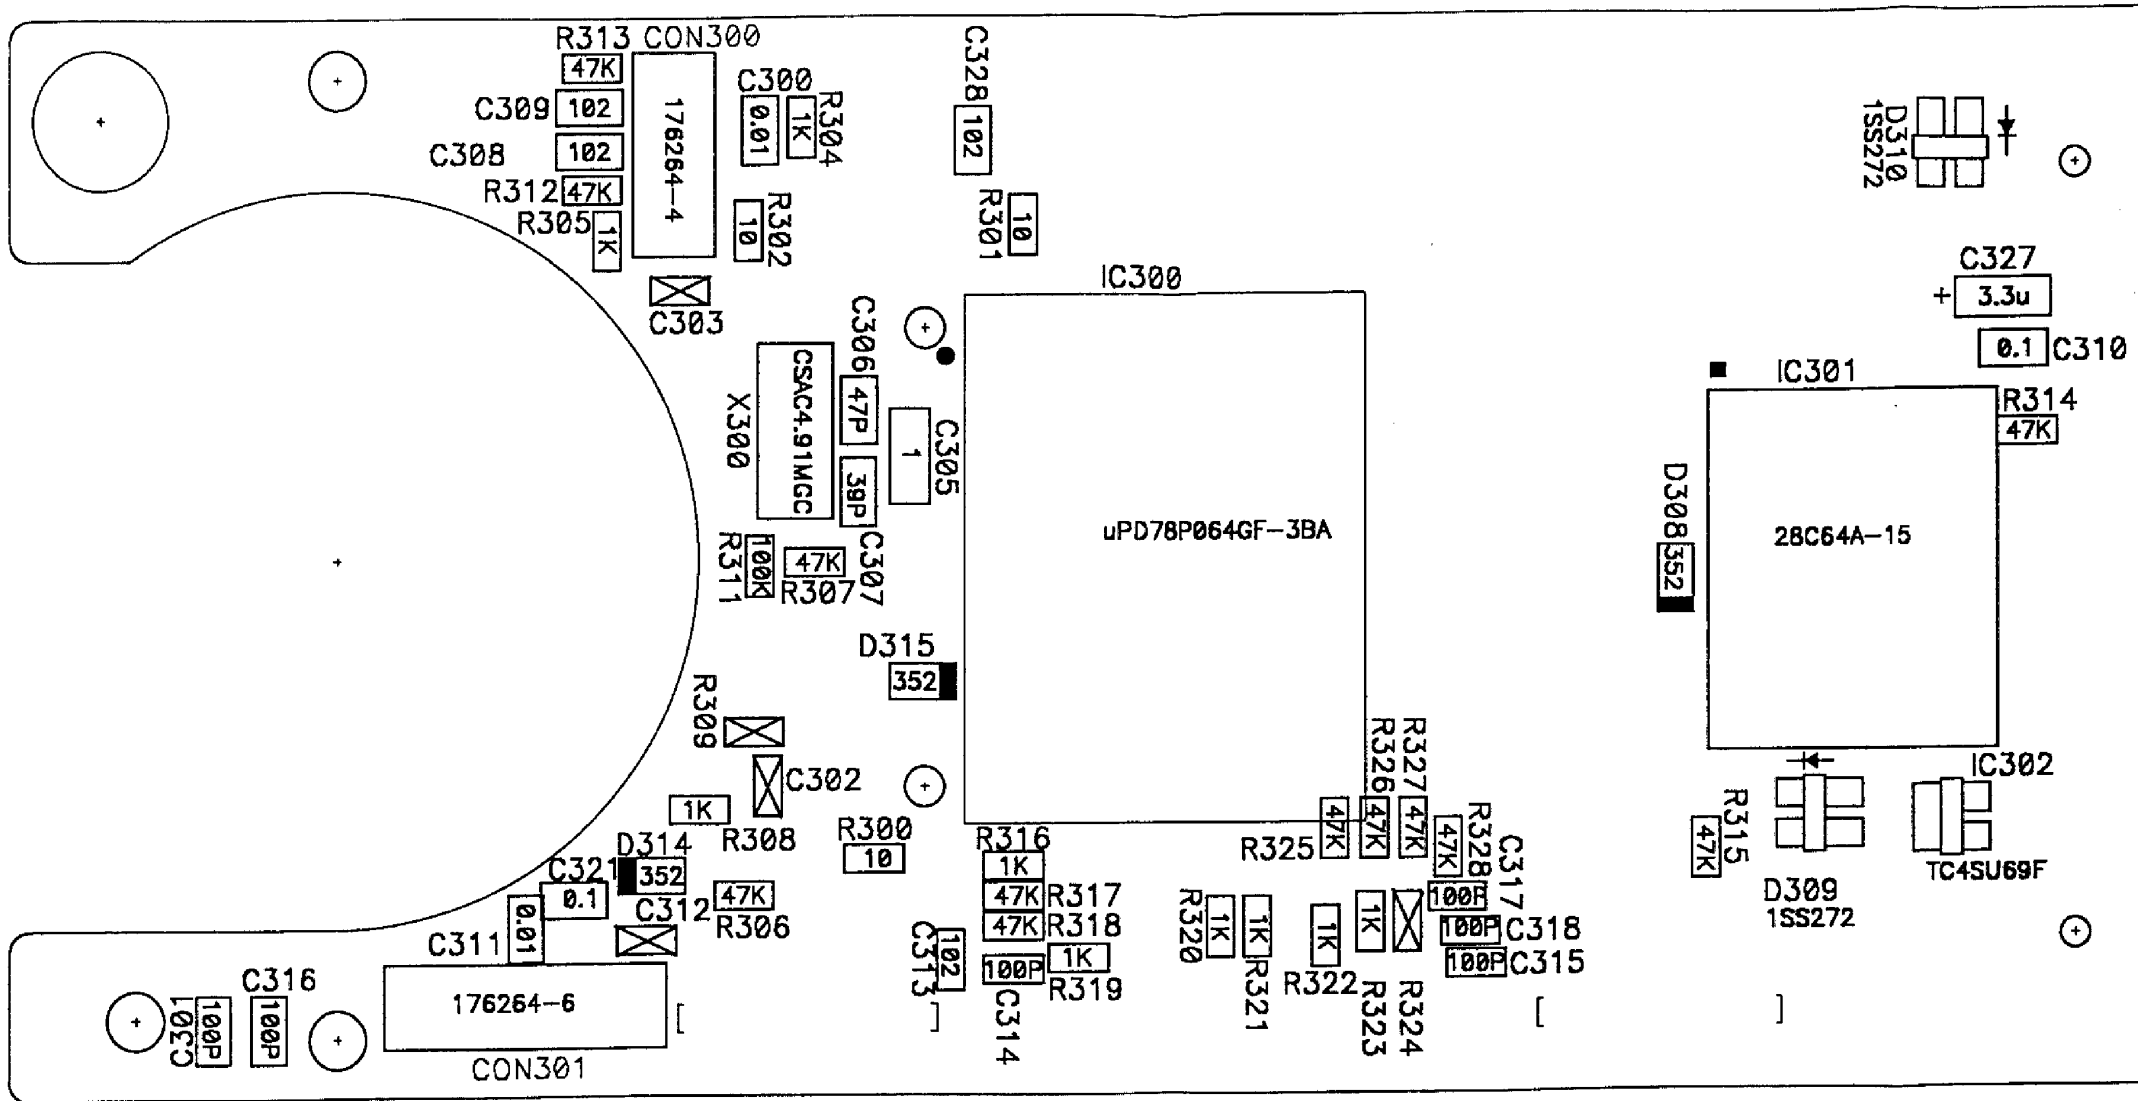 R313
CON300
47K
C309
102
C308
102
R312
47K
R305
1K
176264-4
C300
0.01
1K
R304
10
R302
C303
C328
102
R301
10
IC300
1SS272
D310
C327
+
3.3u
0.1
C310
IC301
R314
47K
C306
47P
X300
CSAC4.91MGC
39P
1
C305
R311
100K
47K
R307
C307
uPD78P064GF-3BA
D308
352
28C64A-15
D315
352
R309
C302
1K
R308
D314
352
C321
0.1
C312
47K
R306
R300
10
0.01
C311
C316
C301
100P
100P
176264-6
CON301
[
]
R316
1K
47K
R317
47K
R318
C313
102
100P
1K
R319
C314
R326
R327
R325
47K
47K
47K
47K
R328
C317
100P
R320
1K
1K
R321
1K
R322
1K
R323
R324
100P
C318
100P
C315
[
]
R315
47K
IC302
TC4SU69F
D309
1SS272